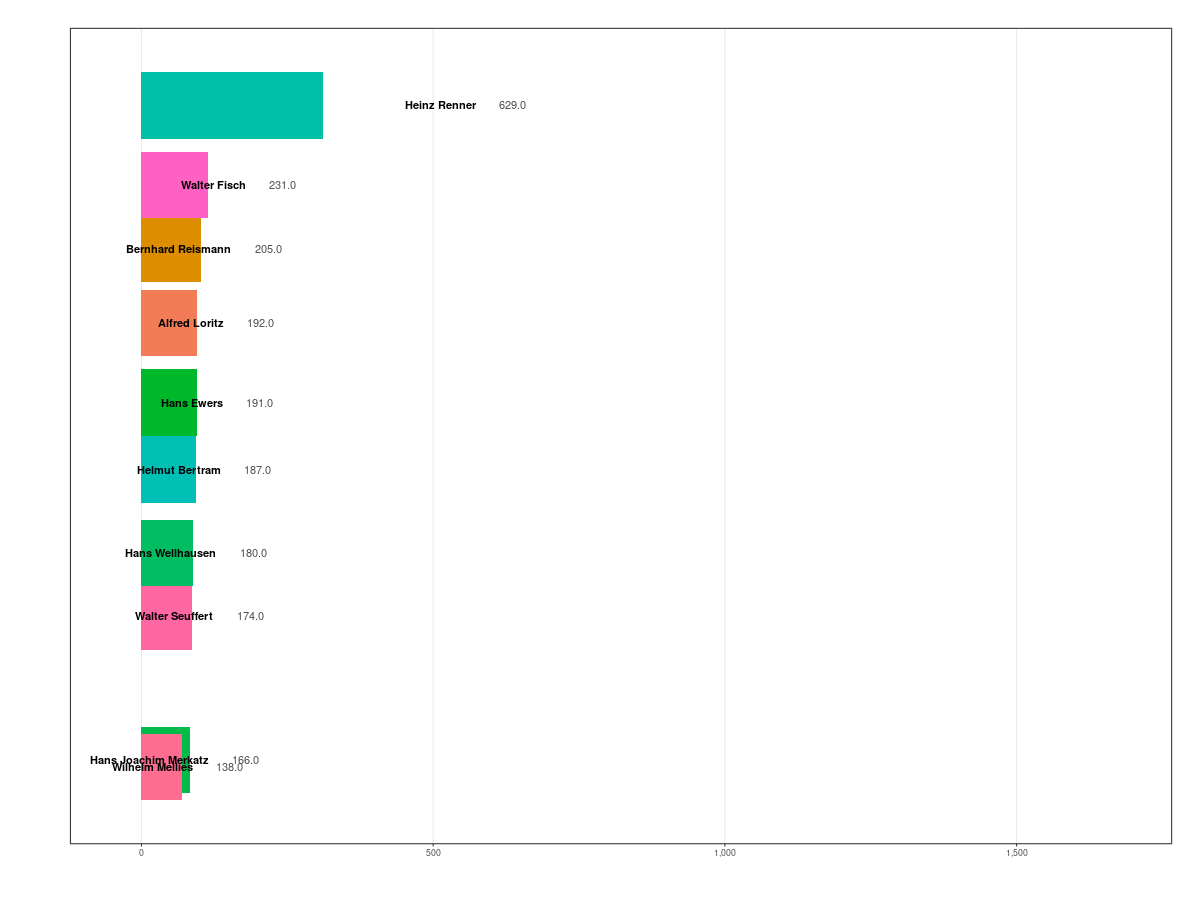 Heinz Renner 629.0
Walter Fisch 231.0
Bernhard Reismann 205.0
Alfred Loritz 192.0
Hans Ewers 191.0
Helmut Bertram 187.0
Hans Wellhausen 180.0
Walter Seuffert 174.0
Hans Joachim Merkatz 166.0
Wilhelm Mellies 138.0
0 500 1,000 1,500